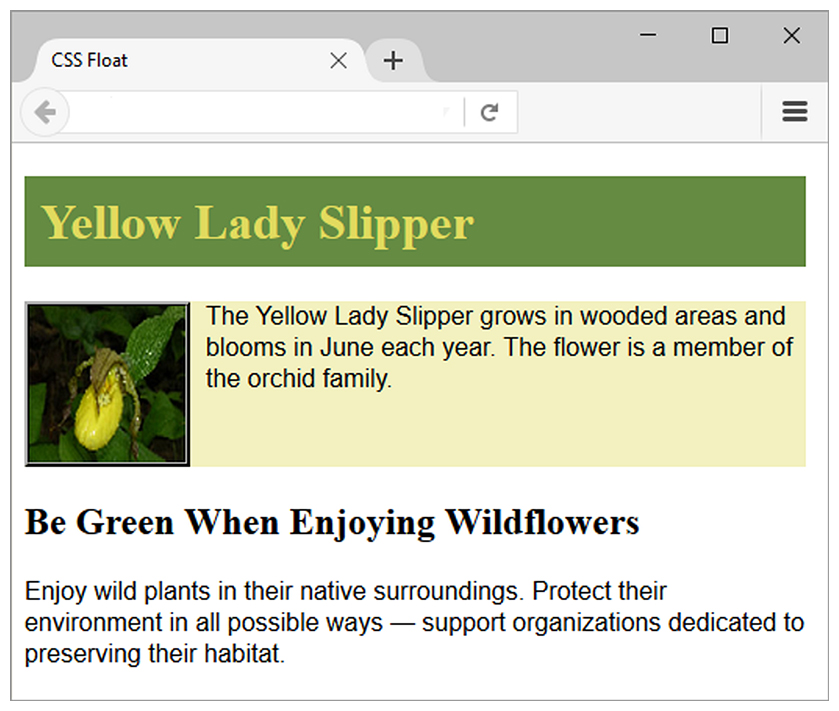 CSS Float
Yellow Lady Slipper
The Yellow Lady Slipper grows in wooded areas and
blooms in June each year. The flower is a member of
the orchid family.
Be Green When Enjoying Wildflowers
Enjoy wild plants in their native surroundings. Protect their
environment in all possible ways — support organizations dedicated to
preserving their habitat.